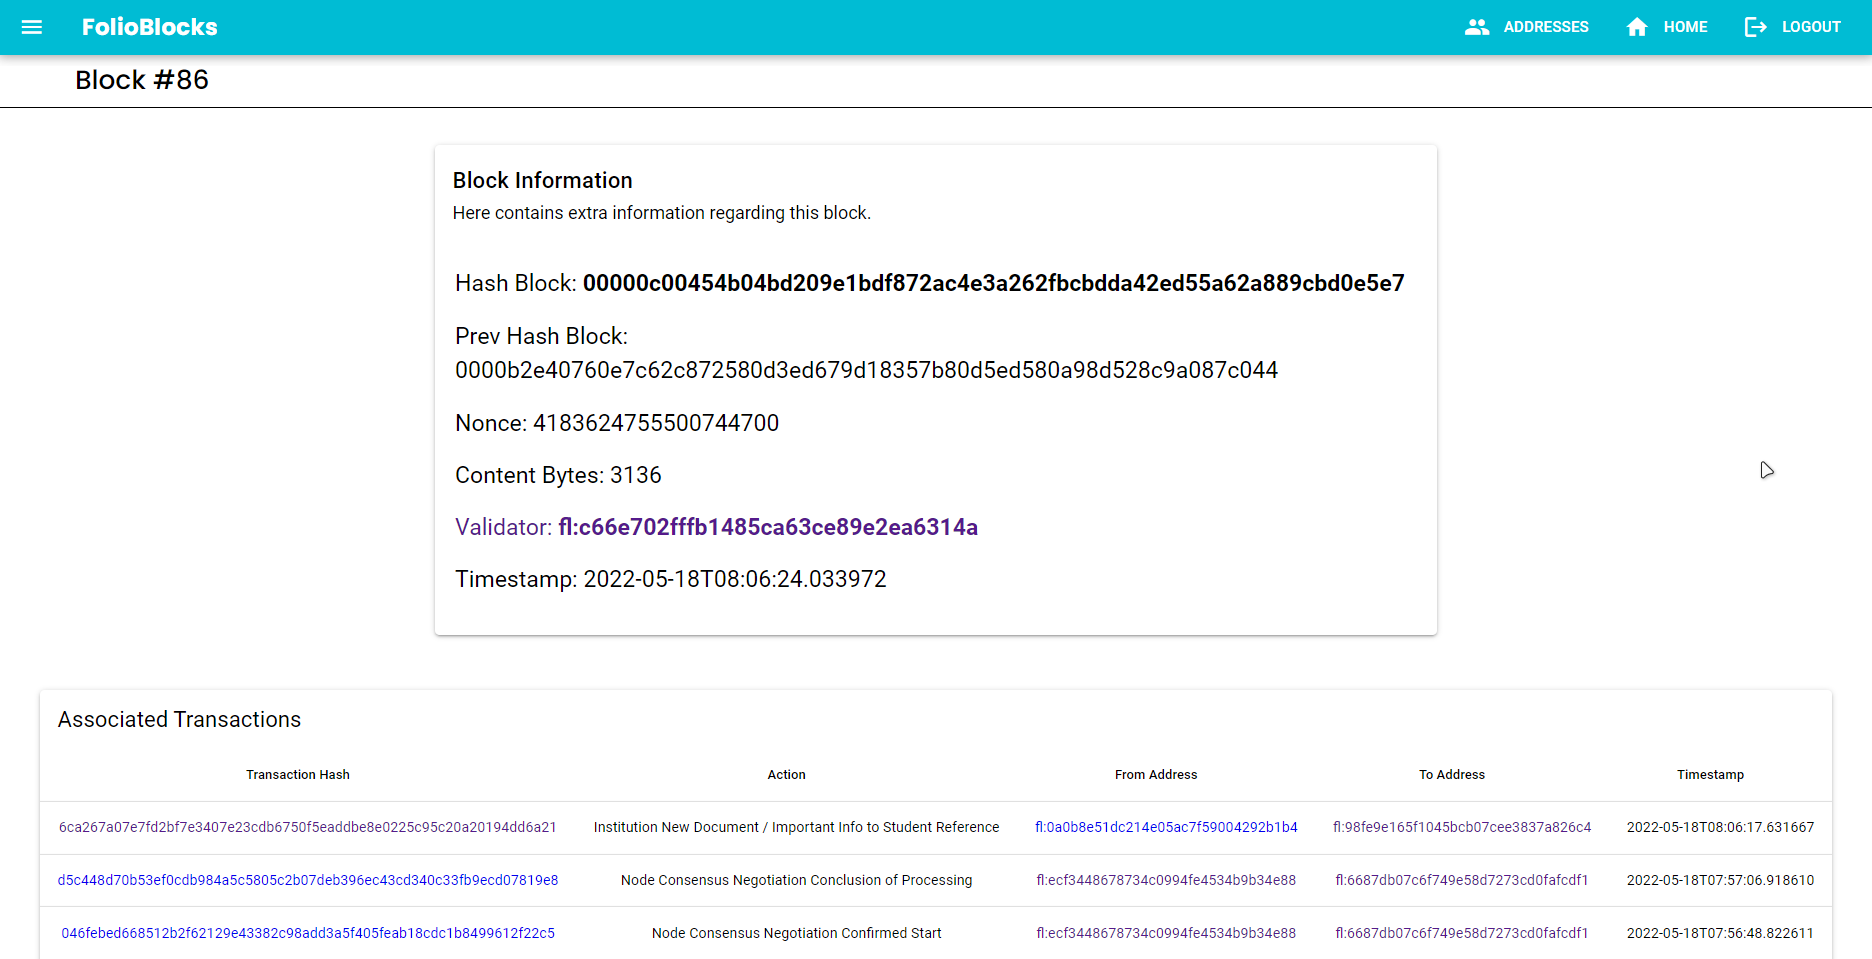 FolioBlocks ADDRESSES HOME LOGOUT
Block #86
Block Information
Here contains extra information regarding this block.
Hash Block: 00000c00454b04bd209e1bdf872ac4e3a262fbcbdda42ed55a62a889cbd0e5e7
Prev Hash Block:
0000b2e40760e7c62c872580d3ed679d18357b80d5ed580a98d528c9a087c044
Nonce: 4183624755500744700
Content Bytes: 3136
Validator: fl:c66e702fffb1485ca63ce89e2ea6314a
Timestamp: 2022-05-18T08:06:24.033972
Associated Transactions
Transaction Hash Action From Address To Address Timestamp
6ca267a07e7fd2bf7e3407e23cdb6750f5eaddbe8e0225c95c20a20194dd6a21 Institution New Document / Important Info to Student Reference fl:0a0b8e51dc214e05ac7f59004292b1b4 fl:98fe9e165f1045bcb07cee3837a826c4 2022-05-18T08:06:17.631667
d5c448d70b53ef0cdb984a5c5805c2b07deb396ec43cd340c33fb9ecd07819e8 Node Consensus Negotiation Conclusion of Processing fl:ecf3448678734c0994fe4534b9b34e88 fl:6687db07c6f749e58d7273cd0fafcdf1 2022-05-18T07:57:06.918610
046febed668512b2f62129e43382c98add3a5f405feab18cdc1b8499612f22c5 Node Consensus Negotiation Confirmed Start fl:ecf3448678734c0994fe4534b9b34e88 fl:6687db07c6f749e58d7273cd0fafcdf1 2022-05-18T07:56:48.822611